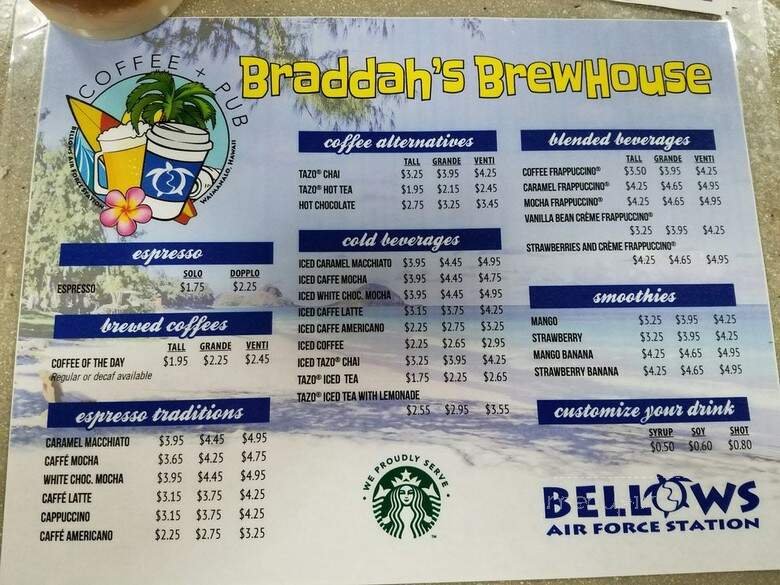 COFFEE + PUB
BELLOWS AIR FORCE STATION
WAIMANALO, HAWAII
Braddah's BrewHouse
espresso
SOLO DOPPLO
ESPRESSO $1.75 $2.25
brewed coffees
TALL GRANDE VENTI
COFFEE OF THE DAY $1.95 $2.25 $2.45
Regular or decaf available
espresso traditions
CARAMEL MACCHIATO $3.95 $4.45 $4.95
CAFFÉ MOCHA $3.65 $4.25 $4.75
WHITE CHOC. MOCHA $3.95 $4.45 $4.95
CAFFÉ LATTE $3.15 $3.75 $4.25
CAPPUCCINO $3.15 $3.75 $4.25
CAFFÉ AMERICANO $2.25 $2.75 $3.25
coffee alternatives
TALL GRANDE VENTI
TAZO® CHAI $3.25 $3.95 $4.25
TAZO® HOT TEA $1.95 $2.15 $2.45
HOT CHOCOLATE $2.75 $3.25 $3.45
cold beverages
ICED CARAMEL MACCHIATO $3.95 $4.45 $4.95
ICED CAFFE MOCHA $3.95 $4.45 $4.75
ICED WHITE CHOC. MOCHA $3.95 $4.45 $4.95
ICED CAFFE LATTE $3.15 $3.75 $4.25
ICED CAFFE AMERICANO $2.25 $2.75 $3.25
ICED COFFEE $2.25 $2.65 $2.95
ICED TAZO® CHAI $3.25 $3.95 $4.25
TAZO® ICED TEA $1.75 $2.25 $2.65
TAZO® ICED TEA WITH LEMONADE
$2.55 $2.95 $3.55
WE PROUDLY SERVE
blended beverages
TALL GRANDE VENTI
COFFEE FRAPPUCCINO® $3.50 $3.95 $4.25
CARAMEL FRAPPUCCINO® $4.25 $4.65 $4.95
MOCHA FRAPPUCCINO® $4.25 $4.65 $4.95
VANILLA BEAN CRÈME FRAPPUCCINO®
$3.25 $3.95 $4.25
STRAWBERRIES AND CRÈME FRAPPUCCINO®
$4.25 $4.65 $4.95
smoothies
MANGO $3.25 $3.95 $4.25
STRAWBERRY $3.25 $3.95 $4.25
MANGO BANANA $4.25 $4.65 $4.95
STRAWBERRY BANANA $4.25 $4.65 $4.95
customize your drink
SYRUP SOY SHOT
$0.50 $0.60 $0.80
BELLOWS
AIR FORCE STATION